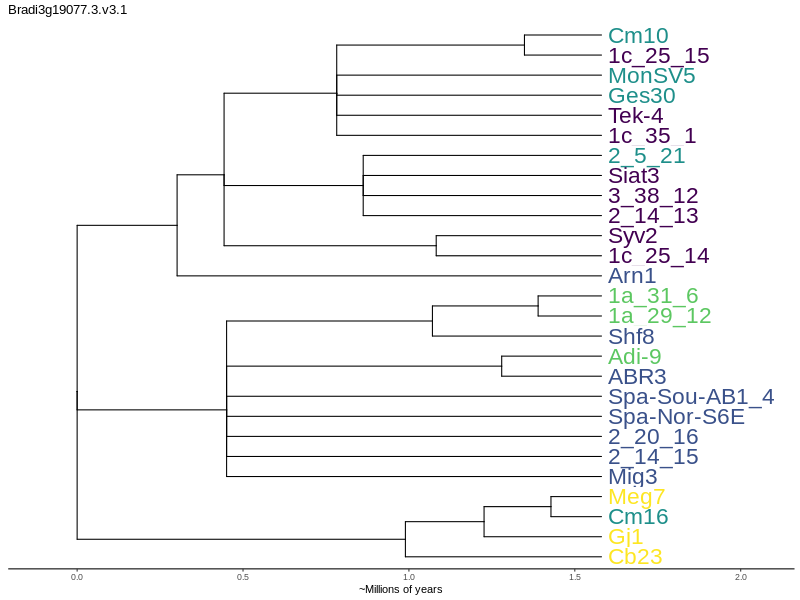 Bradi3g19077.3.v3.1
Cm10
1c_25_15
MonSV5
Ges30
Tek-4
1c_35_1
2_5_21
Siat3
3_38_12
2_14_13
Syv2
1c_25_14
Arn1
1a_31_6
1a_29_12
Shf8
Adi-9
ABR3
Spa-Sou-AB1_4
Spa-Nor-S6E
2_20_16
2_14_15
Mig3
Meg7
Cm16
Gj1
Cb23
0.0 0.5 1.0 1.5 2.0
~Millions of years